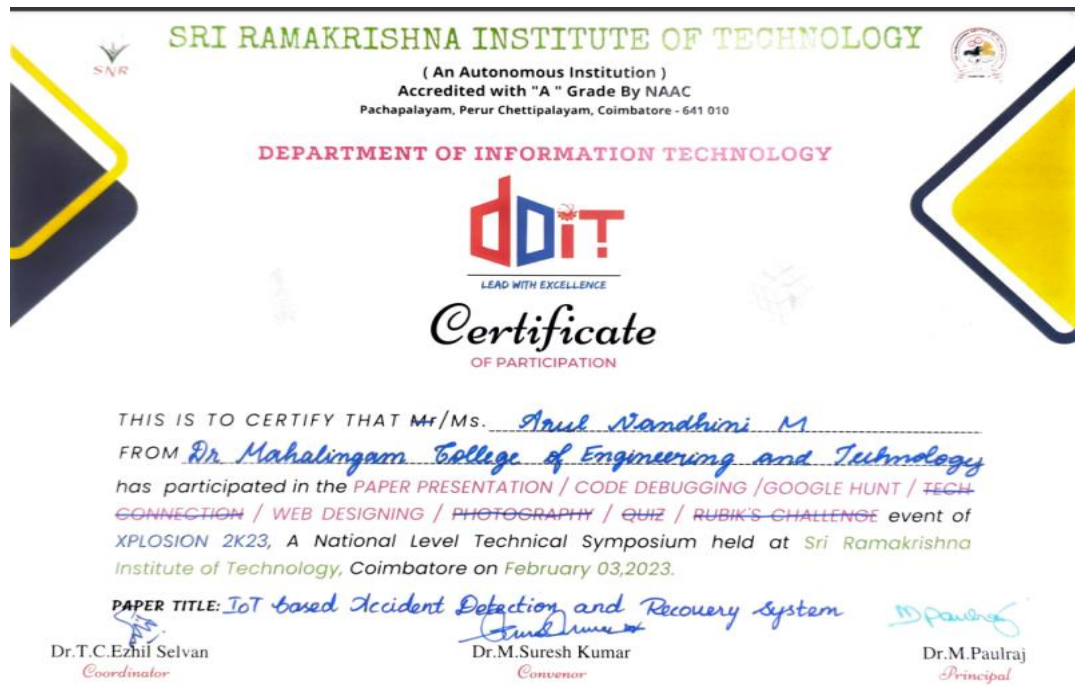 SRI RAMAKRISHNA INSTITUTE OF TECHNOLOGY
SNR
( An Autonomous Institution )
Accredited with "A " Grade By NAAC
Pachapalayam, Perur Chettipalayam, Coimbatore - 641 010
DEPARTMENT OF INFORMATION TECHNOLOGY
DOiT
LEAD WITH EXCELLENCE
Certificate
OF PARTICIPATION
THIS IS TO CERTIFY THAT Mr/Ms. Arul Nandhini M
FROM Dr Mahalingam College of Engineering and Technology
has participated in the PAPER PRESENTATION / CODE DEBUGGING /GOOGLE HUNT / TECH
CONNECTION / WEB DESIGNING / PHOTOGRAPHY / QUIZ / RUBIK'S CHALLENGE event of
XPLOSION 2K23, A National Level Technical Symposium held at Sri Ramakrishna
Institute of Technology, Coimbatore on February 03,2023.
PAPER TITLE: IoT based Accident Detection and Recovery System
M Paulraj
Dr.T.C.Ezhil Selvan Dr.M.Suresh Kumar Dr.M.Paulraj
Coordinator Convenor Principal